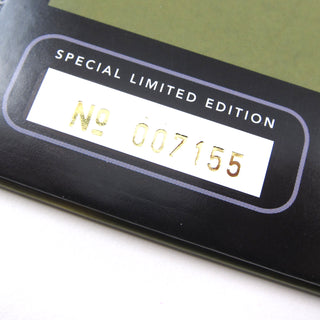 SPECIAL LIMITED EDITION
Nº 007155